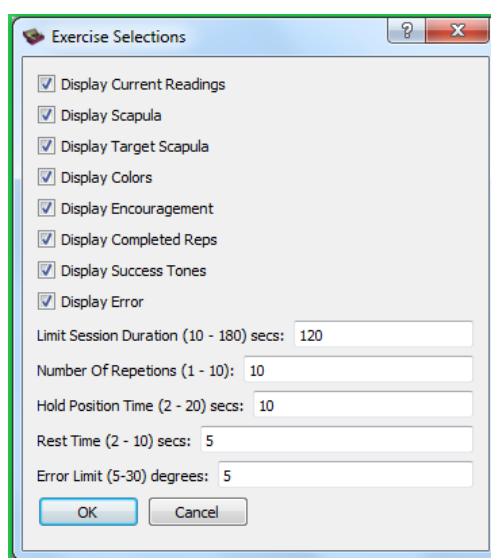 Exercise Selections
Display Current Readings
Display Scapula
Display Target Scapula
Display Colors
Display Encouragement
Display Completed Reps
Display Success Tones
Display Error
Limit Session Duration (10 - 180) secs: 120
Number Of Repetions (1 - 10): 10
Hold Position Time (2 - 20) secs: 10
Rest Time (2 - 10) secs: 5
Error Limit (5-30) degrees: 5
OK Cancel